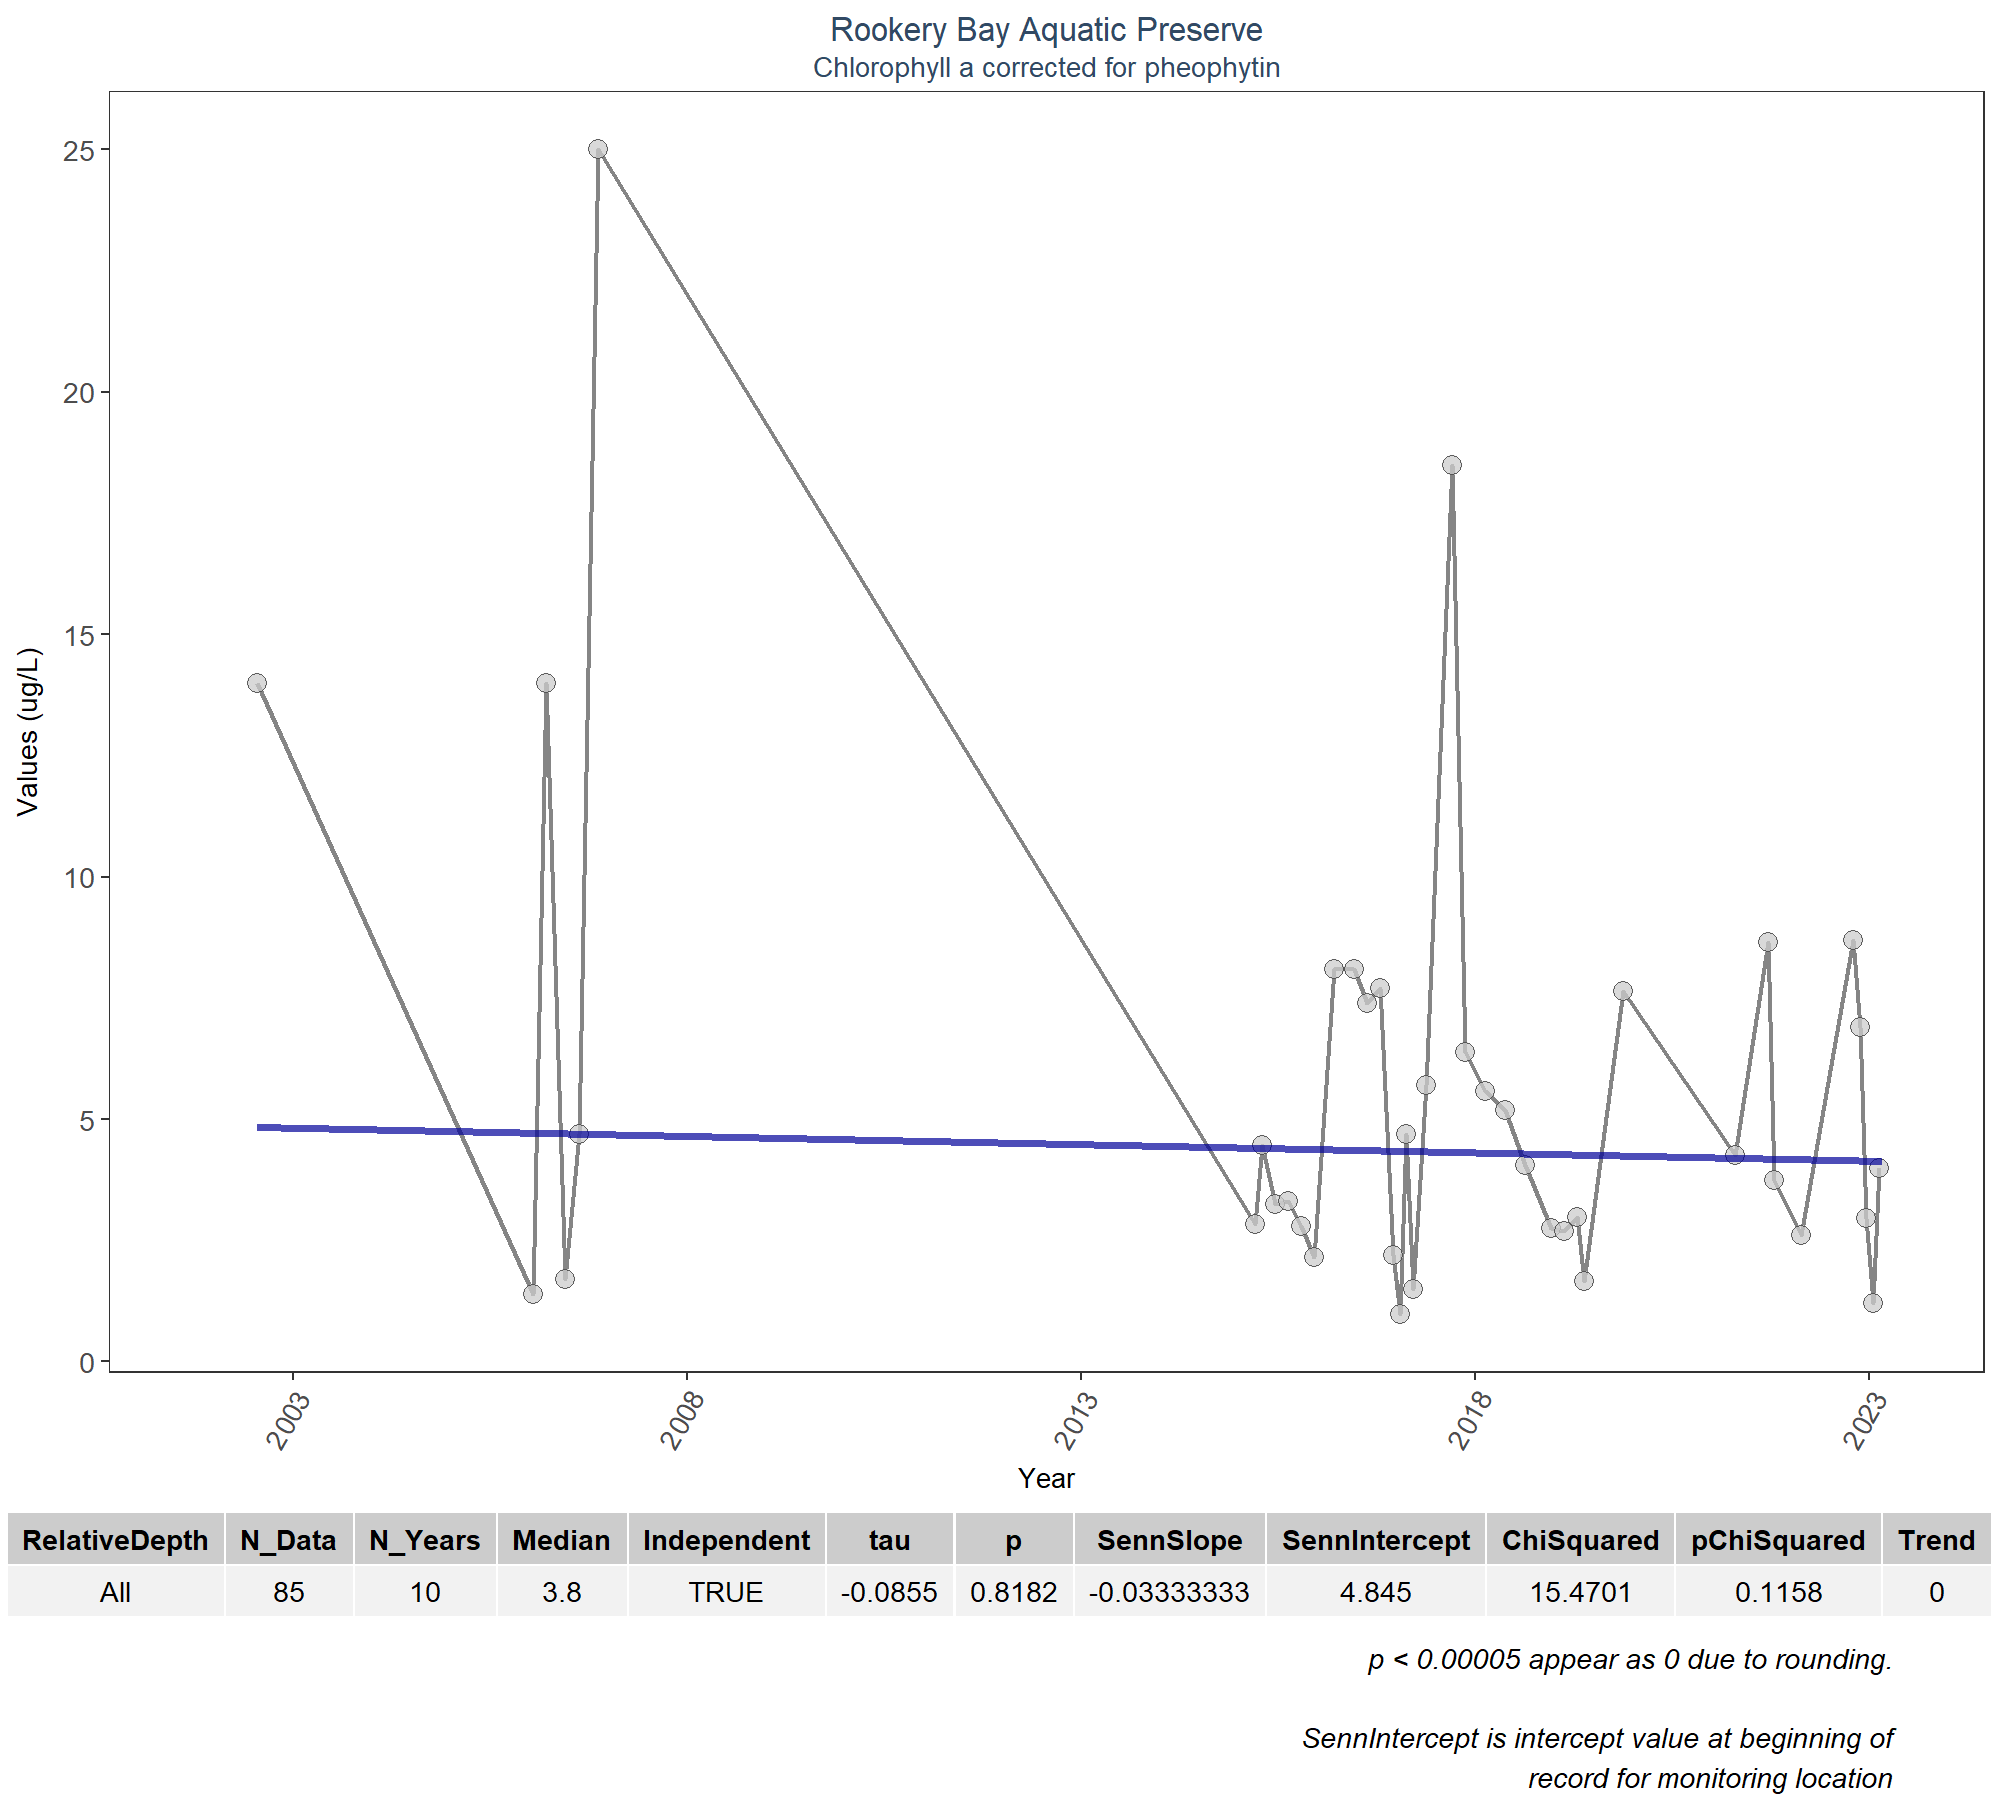 Rookery Bay Aquatic Preserve
Chlorophyll a corrected for pheophytin
Values (ug/L)
25
20
15
10
5
0
2003 2008 2013 2018 2023
Year
RelativeDepth N_Data N_Years Median Independent tau p SennSlope SennIntercept ChiSquared pChiSquared Trend
All 85 10 3.8 TRUE -0.0855 0.8182 -0.03333333 4.845 15.4701 0.1158 0
p < 0.00005 appear as 0 due to rounding.
SennIntercept is intercept value at beginning of
record for monitoring location